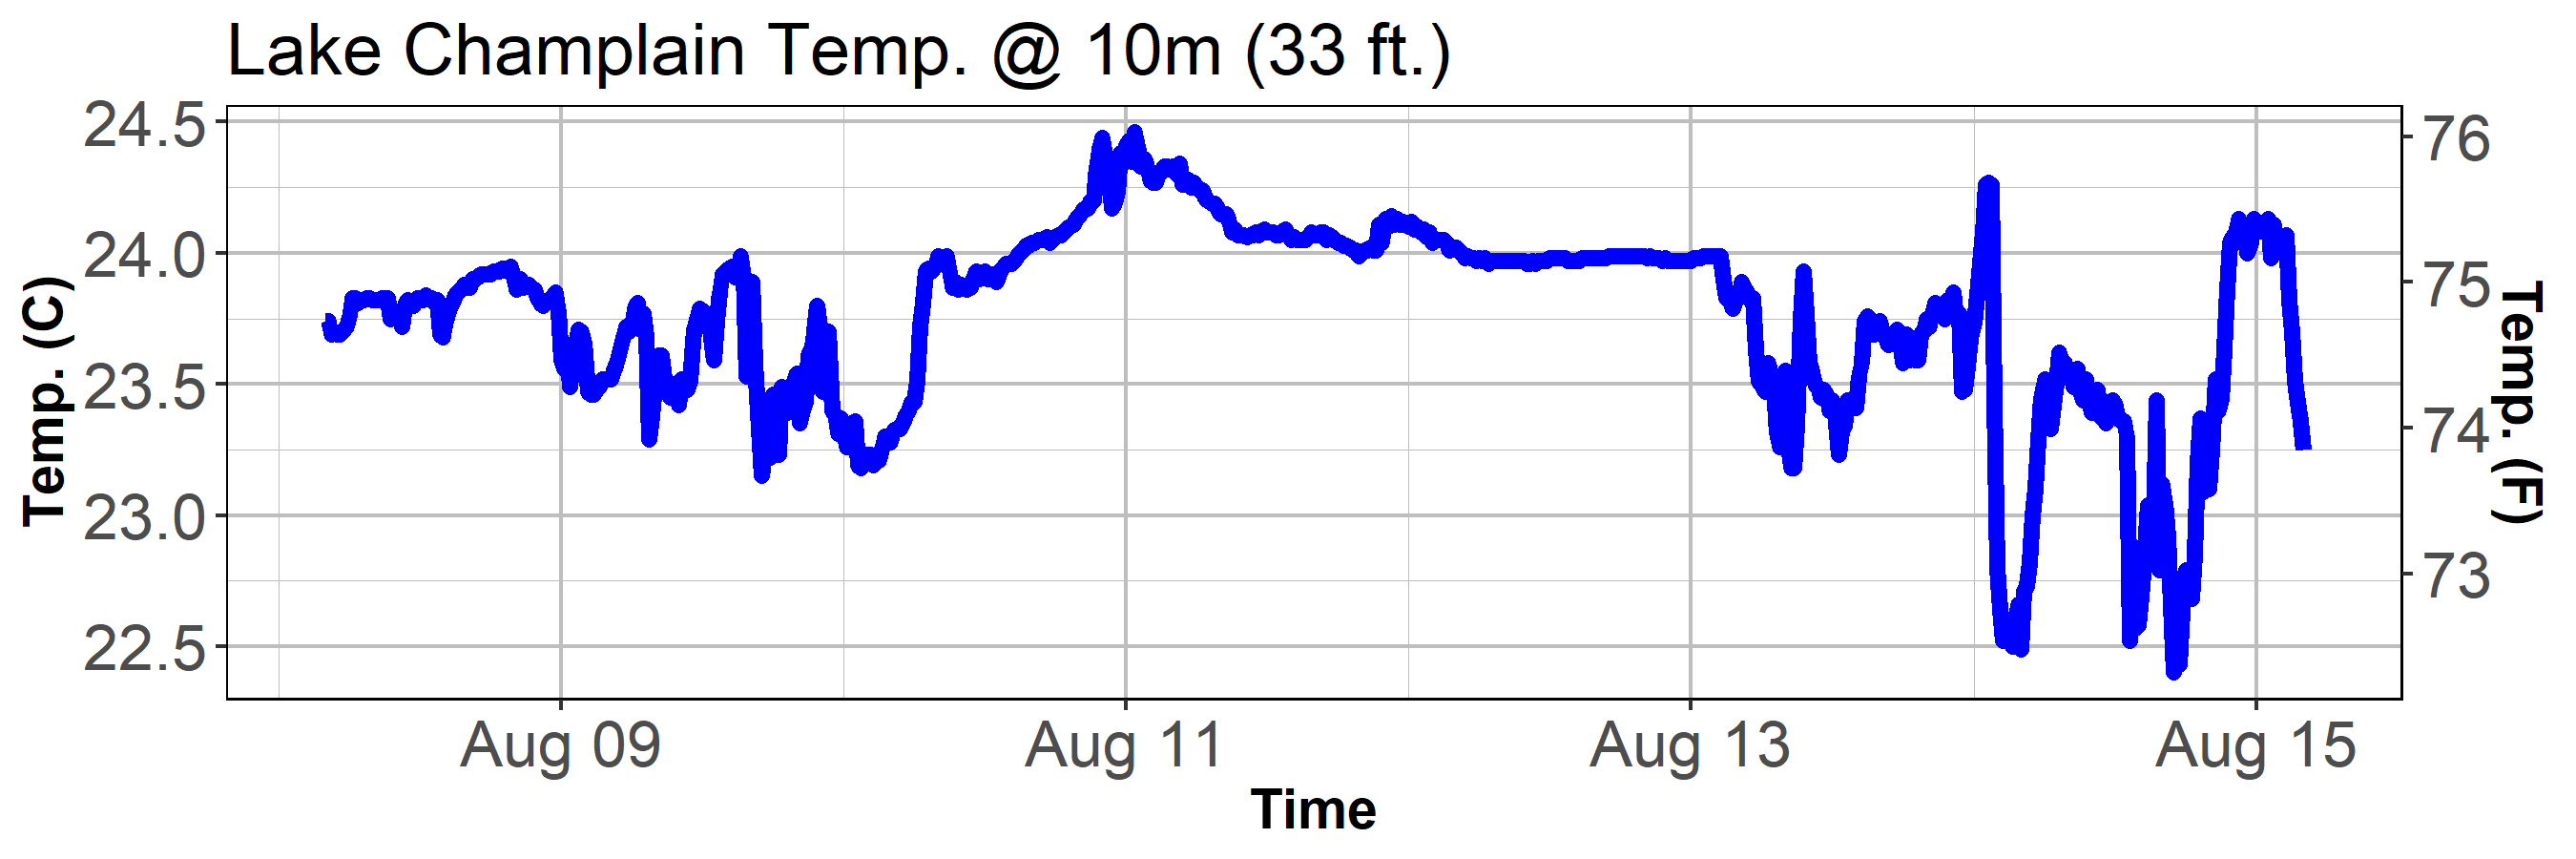 Lake Champlain Temp. @ 10m (33 ft.)
24.5
24.0
23.5
23.0
22.5
Temp. (C)
76
75
74
73
Temp. (F)
Aug 09
Aug 11
Aug 13
Aug 15
Time